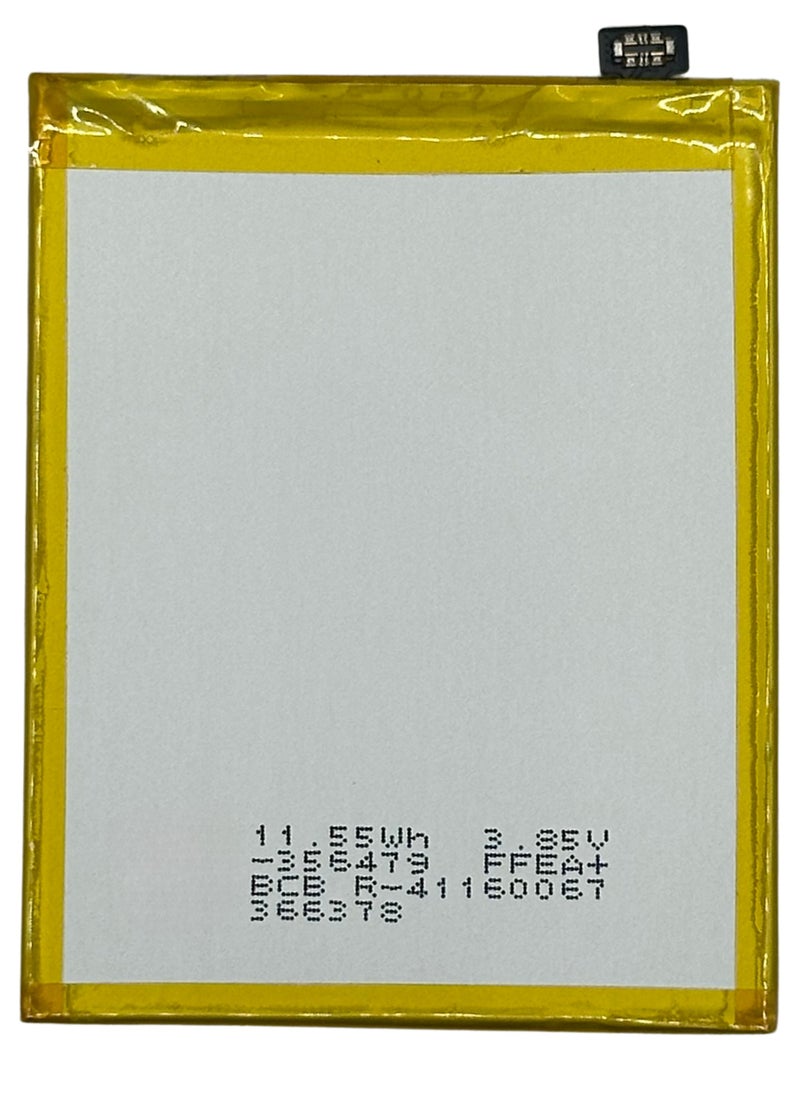 11.55Wh 3.85V
-356479 FFEA+
BCB R-41160067
366378